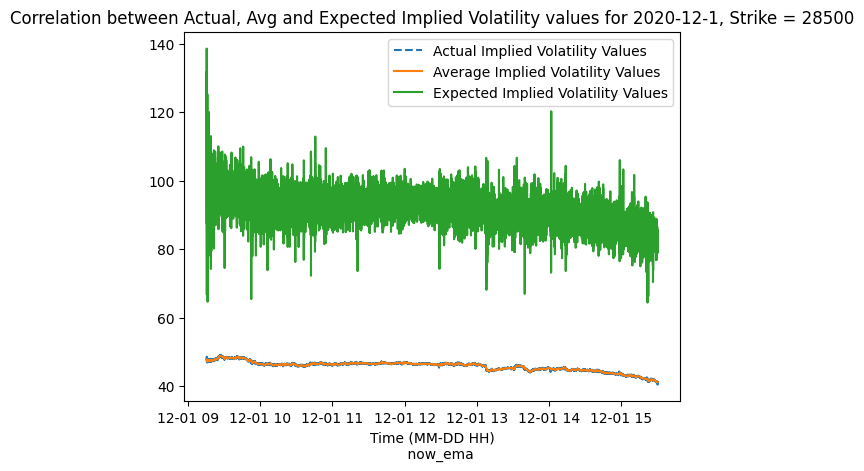 Correlation between Actual, Avg and Expected Implied Volatility values for 2020-12-1, Strike = 28500
140
120
100
80
60
40
Actual Implied Volatility Values
Average Implied Volatility Values
Expected Implied Volatility Values
12-01 09 12-01 10 12-01 11 12-01 12 12-01 13 12-01 14 12-01 15
Time (MM-DD HH)
now_ema